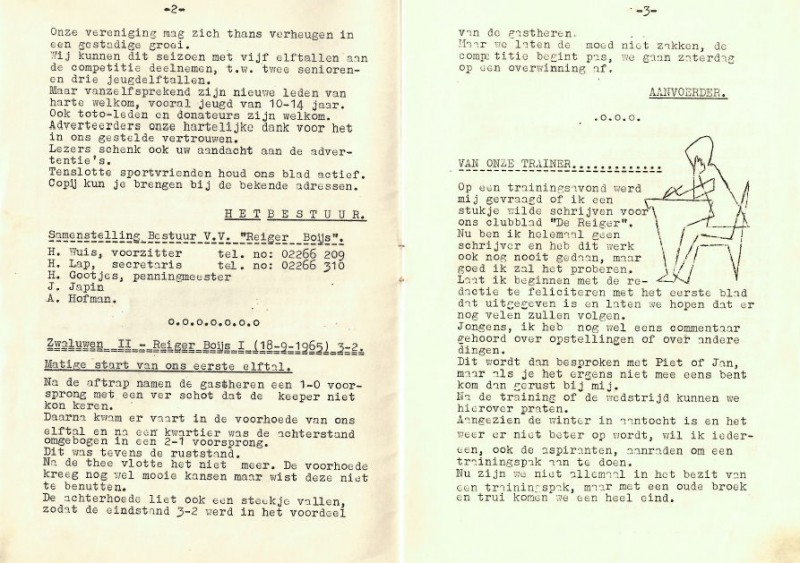 -2-
Onze vereniging mag zich thans verheugen in
een gestadige groei.
Wij kunnen dit seizoen met vijf elftallen aan
de competitie deelnemen, t.w. twee senioren-
en drie jeugdelftallen.
Maar vanzelfsprekend zijn nieuwe leden van
harte welkom, vooral jeugd van 10-14 jaar.
Ook toto-leden en donateurs zijn welkom.
Adverteerders onze hartelijke dank voor het
in ons gestelde vertrouwen.
Lezers schenk ook uw aandacht aan de adver-
tentie's.
Tenslotte sportvrienden houd ons blad actief.
Copij kun je brengen bij de bekende adressen.
H E T B E S T U U R.
Samenstelling Bestuur V.V. "Reiger Boijs".
H. Wuis, voorzitter tel. no: 02266 209
H. Lap, secretaris tel. no: 02266 310
H. Gootjes, penningmeester
J. Japin
A. Hofman.
o.o.o.o.o.o.o
Zwaluwen II - Reiger Boijs I (18-9-1965) 3-2.
Matige start van ons eerste elftal.
Na de aftrap namen de gastheren een 1-0 voor-
sprong met een ver schot dat de keeper niet
kon keren.
Daarna kwam er vaart in de voorhoede van ons
elftal en na een kwartier was de achterstand
omgebogen in een 2-1 voorsprong.
Dit was tevens de ruststand.
Na de thee vlotte het niet meer. De voorhoede
kreeg nog wel mooie kansen maar wist deze niet
te benutten.
De achterhoede liet ook een steekje vallen,
zodat de eindstand 3-2 werd in het voordeel
-3-
van de gastheren.
Maar we laten de moed niet zakken, de
competitie begint pas, we gaan zaterdag
op een overwinning af.
AANVOERDER.
.o.o.o.
VAN ONZE TRAINER............
Op een trainingsavond werd
mij gevraagd of ik een
stukje wilde schrijven voor
ons clubblad "De Reiger".
Nu ben ik helemaal geen
schrijver en heb dit werk
ook nog nooit gedaan, maar
goed ik zal het proberen.
Laat ik beginnen met de re-
dactie te feliciteren met het eerste blad
dat uitgegeven is en laten we hopen dat er
nog velen zullen volgen.
Jongens, ik heb nog wel eens commentaar
gehoord over opstellingen of over andere
dingen.
Dit wordt dan besproken met Piet of Jan,
maar als je het ergens niet mee eens bent
kom dan gerust bij mij.
Na de training of de wedstrijd kunnen we
hierover praten.
Aangezien de winter in aantocht is en het
weer er niet beter op wordt, wil ik ieder-
een, ook de aspiranten, aanraden om een
trainingspak aan te doen.
Nu zijn we niet allemaal in het bezit van
een trainingspak, maar met een oude broek
en trui komen we een heel eind.